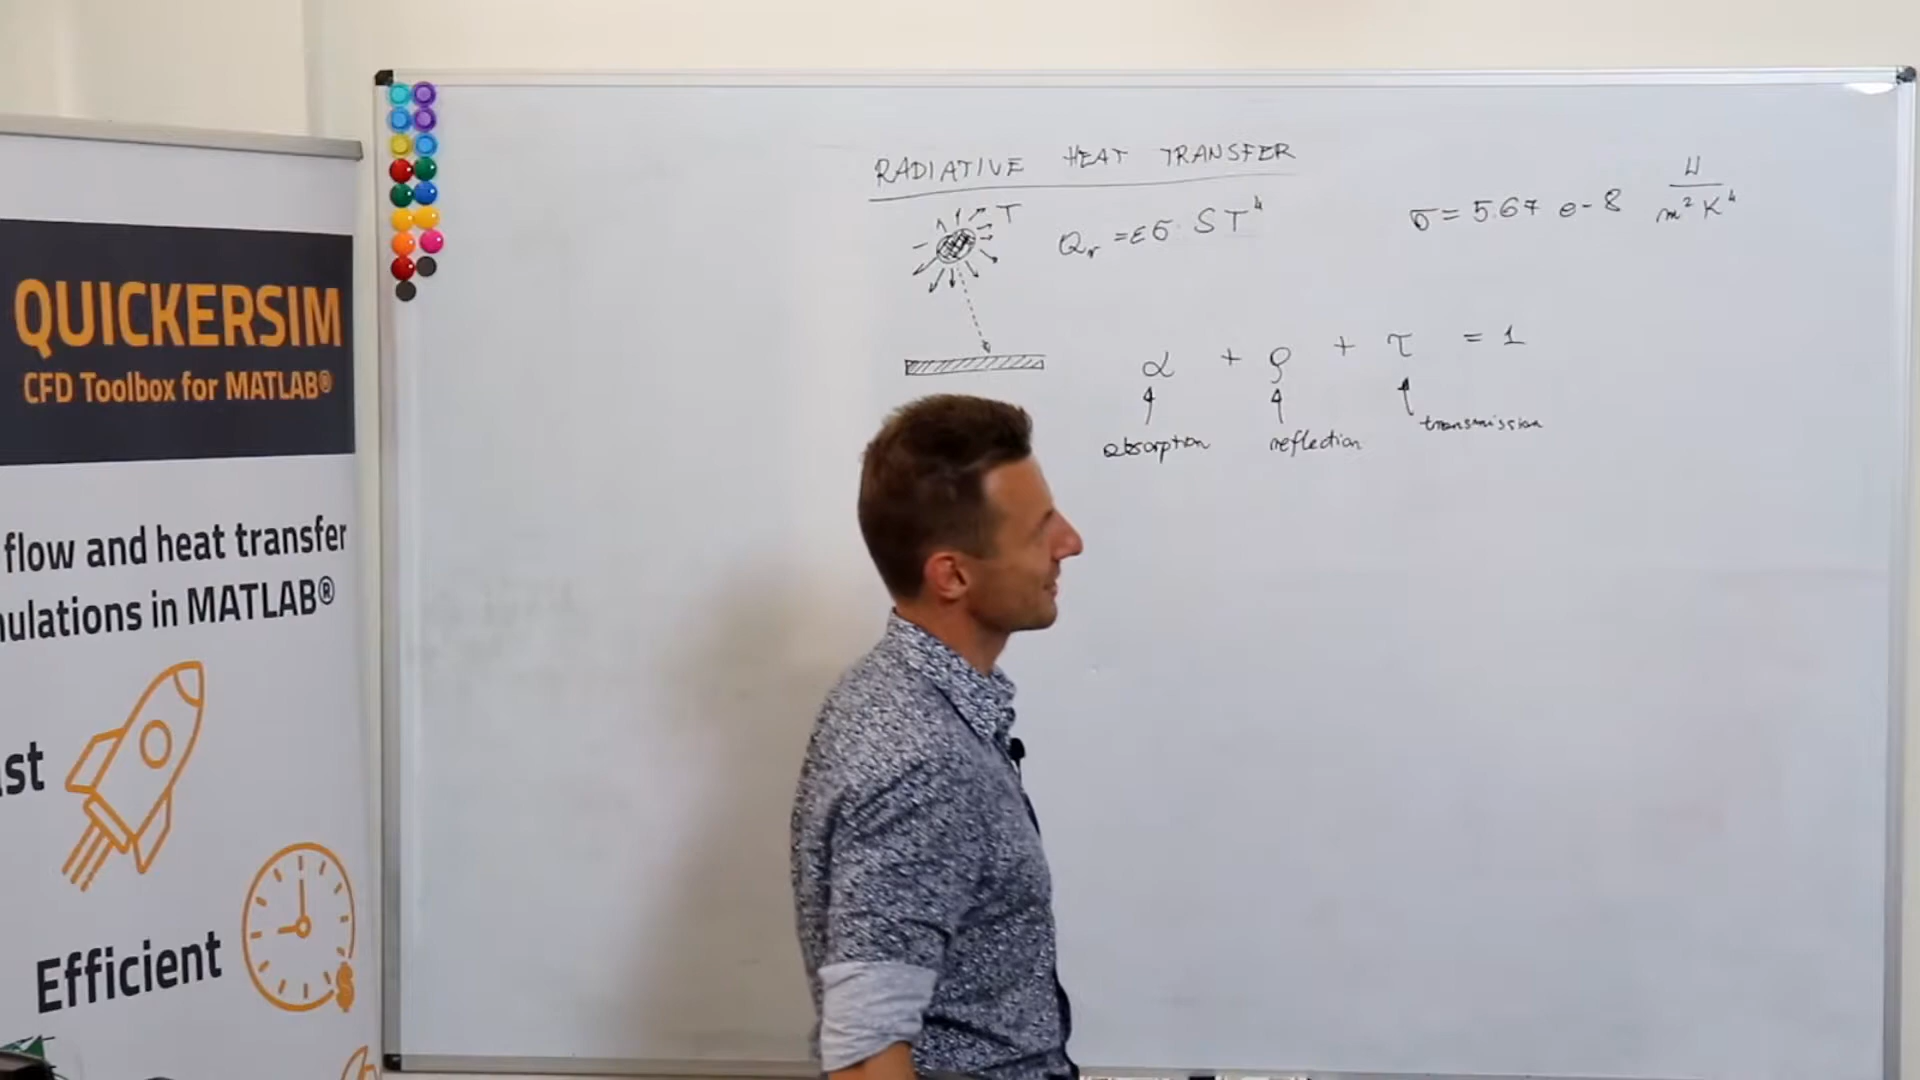 RADIATIVE HEAT TRANSFER
T
Qr = εσ· ST⁴
σ = 5.67 e-8 W/m² K⁴
α + ρ + τ = 1
absorption
reflection
transmission
QUICKERSIM
CFD Toolbox for MATLAB®
flow and heat transfer
ulations in MATLAB®
st
Efficient
$